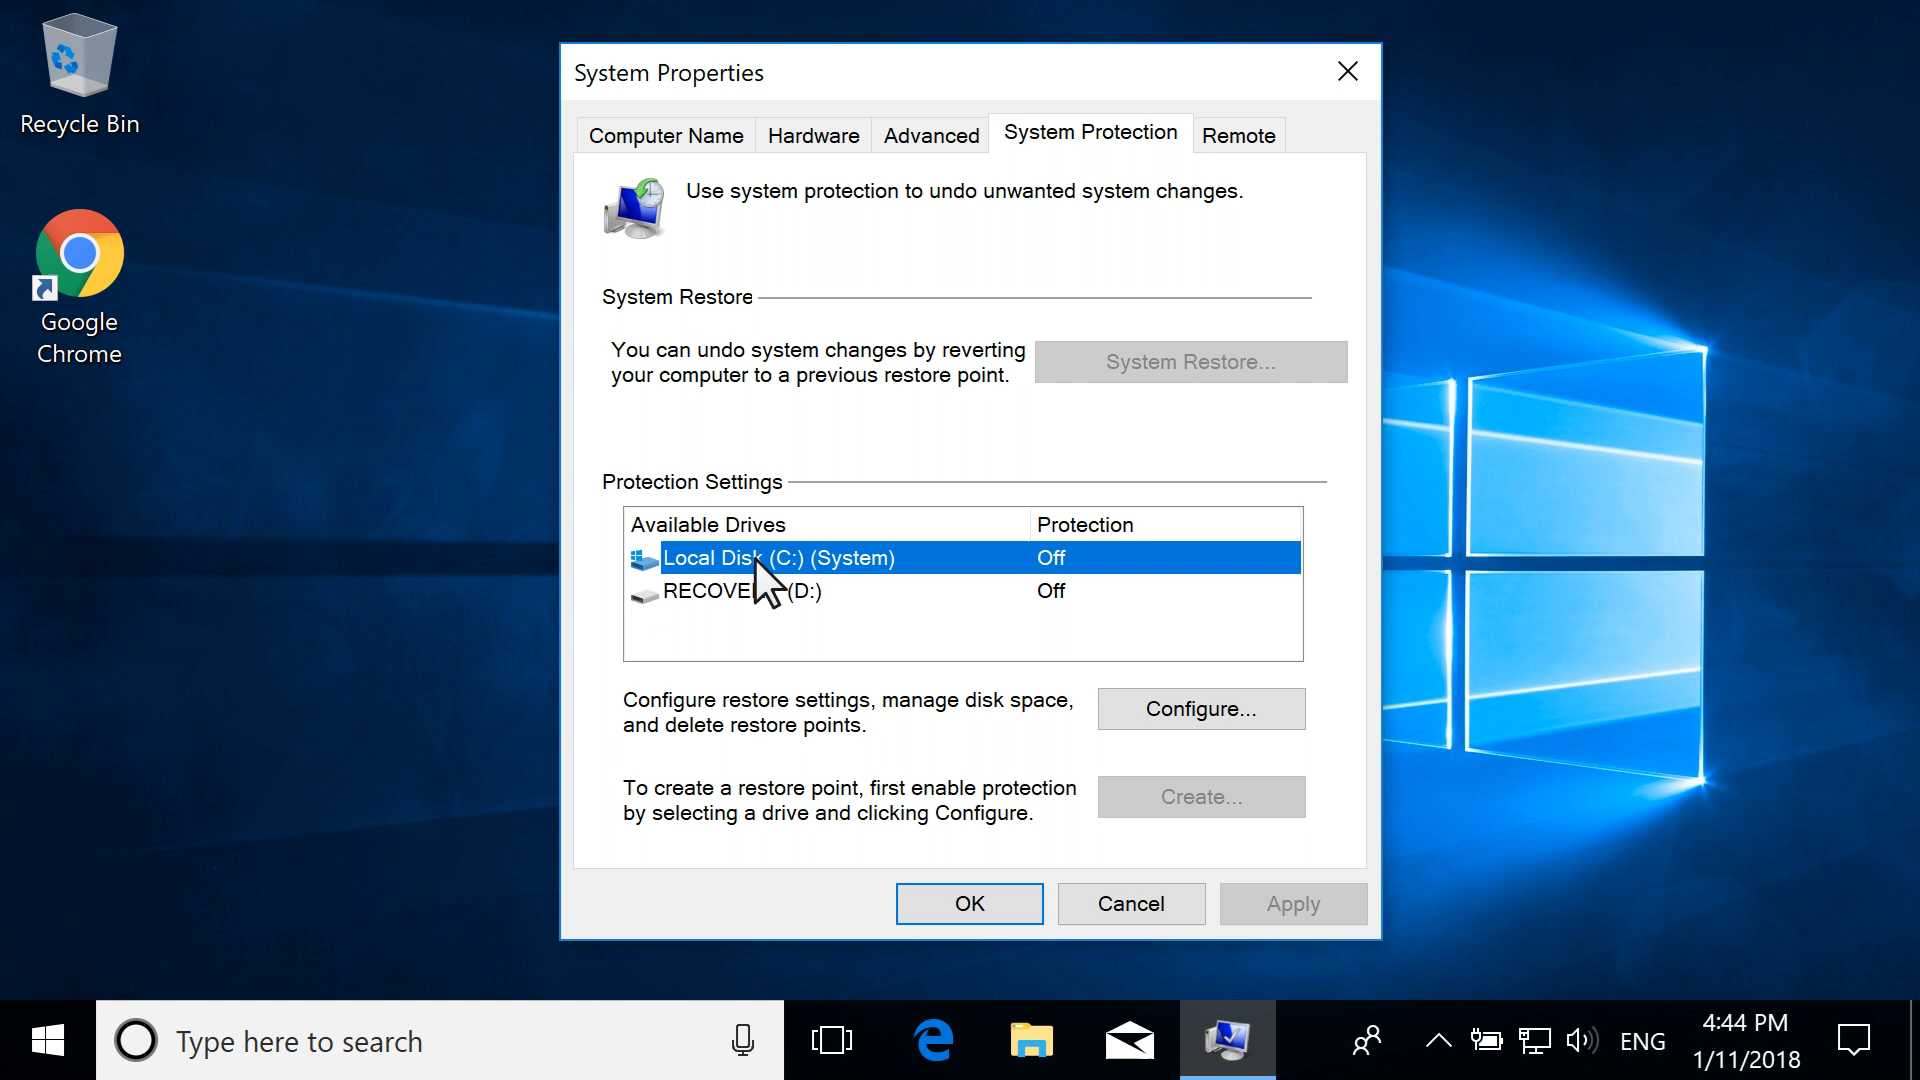 Recycle Bin
Google
Chrome
System Properties
Computer Name
Hardware
Advanced
System Protection
Remote
Use system protection to undo unwanted system changes.
System Restore
You can undo system changes by reverting
your computer to a previous restore point.
System Restore...
Protection Settings
Available Drives
Protection
Local Disk (C:) (System)
Off
(D:)
Off
Configure restore settings, manage disk space,
and delete restore points.
Configure...
To create a restore point, first enable protection
by selecting a drive and clicking Configure.
Create...
OK
Cancel
Apply
Type here to search
ENG
4:44 PM
1/11/2018